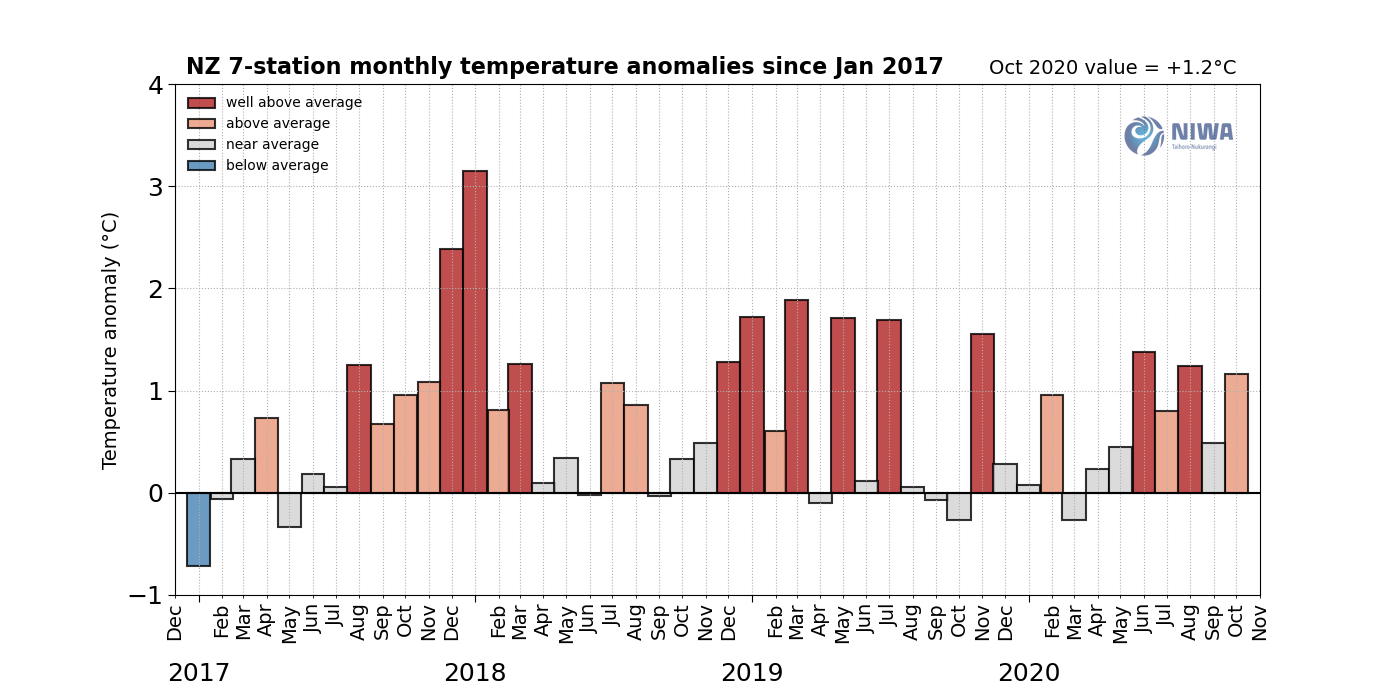 NZ 7-station monthly temperature anomalies since Jan 2017
Oct 2020 value = +1.2°C
well above average
above average
near average
below average
NIWA
Taihoro Nukurangi
Temperature anomaly (°C)
4
3
2
1
0
−1
Dec Feb Mar Apr May Jun Jul Aug Sep Oct Nov Dec Feb Mar Apr May Jun Jul Aug Sep Oct Nov Dec Feb Mar Apr May Jun Jul Aug Sep Oct Nov Dec Feb Mar Apr May Jun Jul Aug Sep Oct Nov
2017 2018 2019 2020